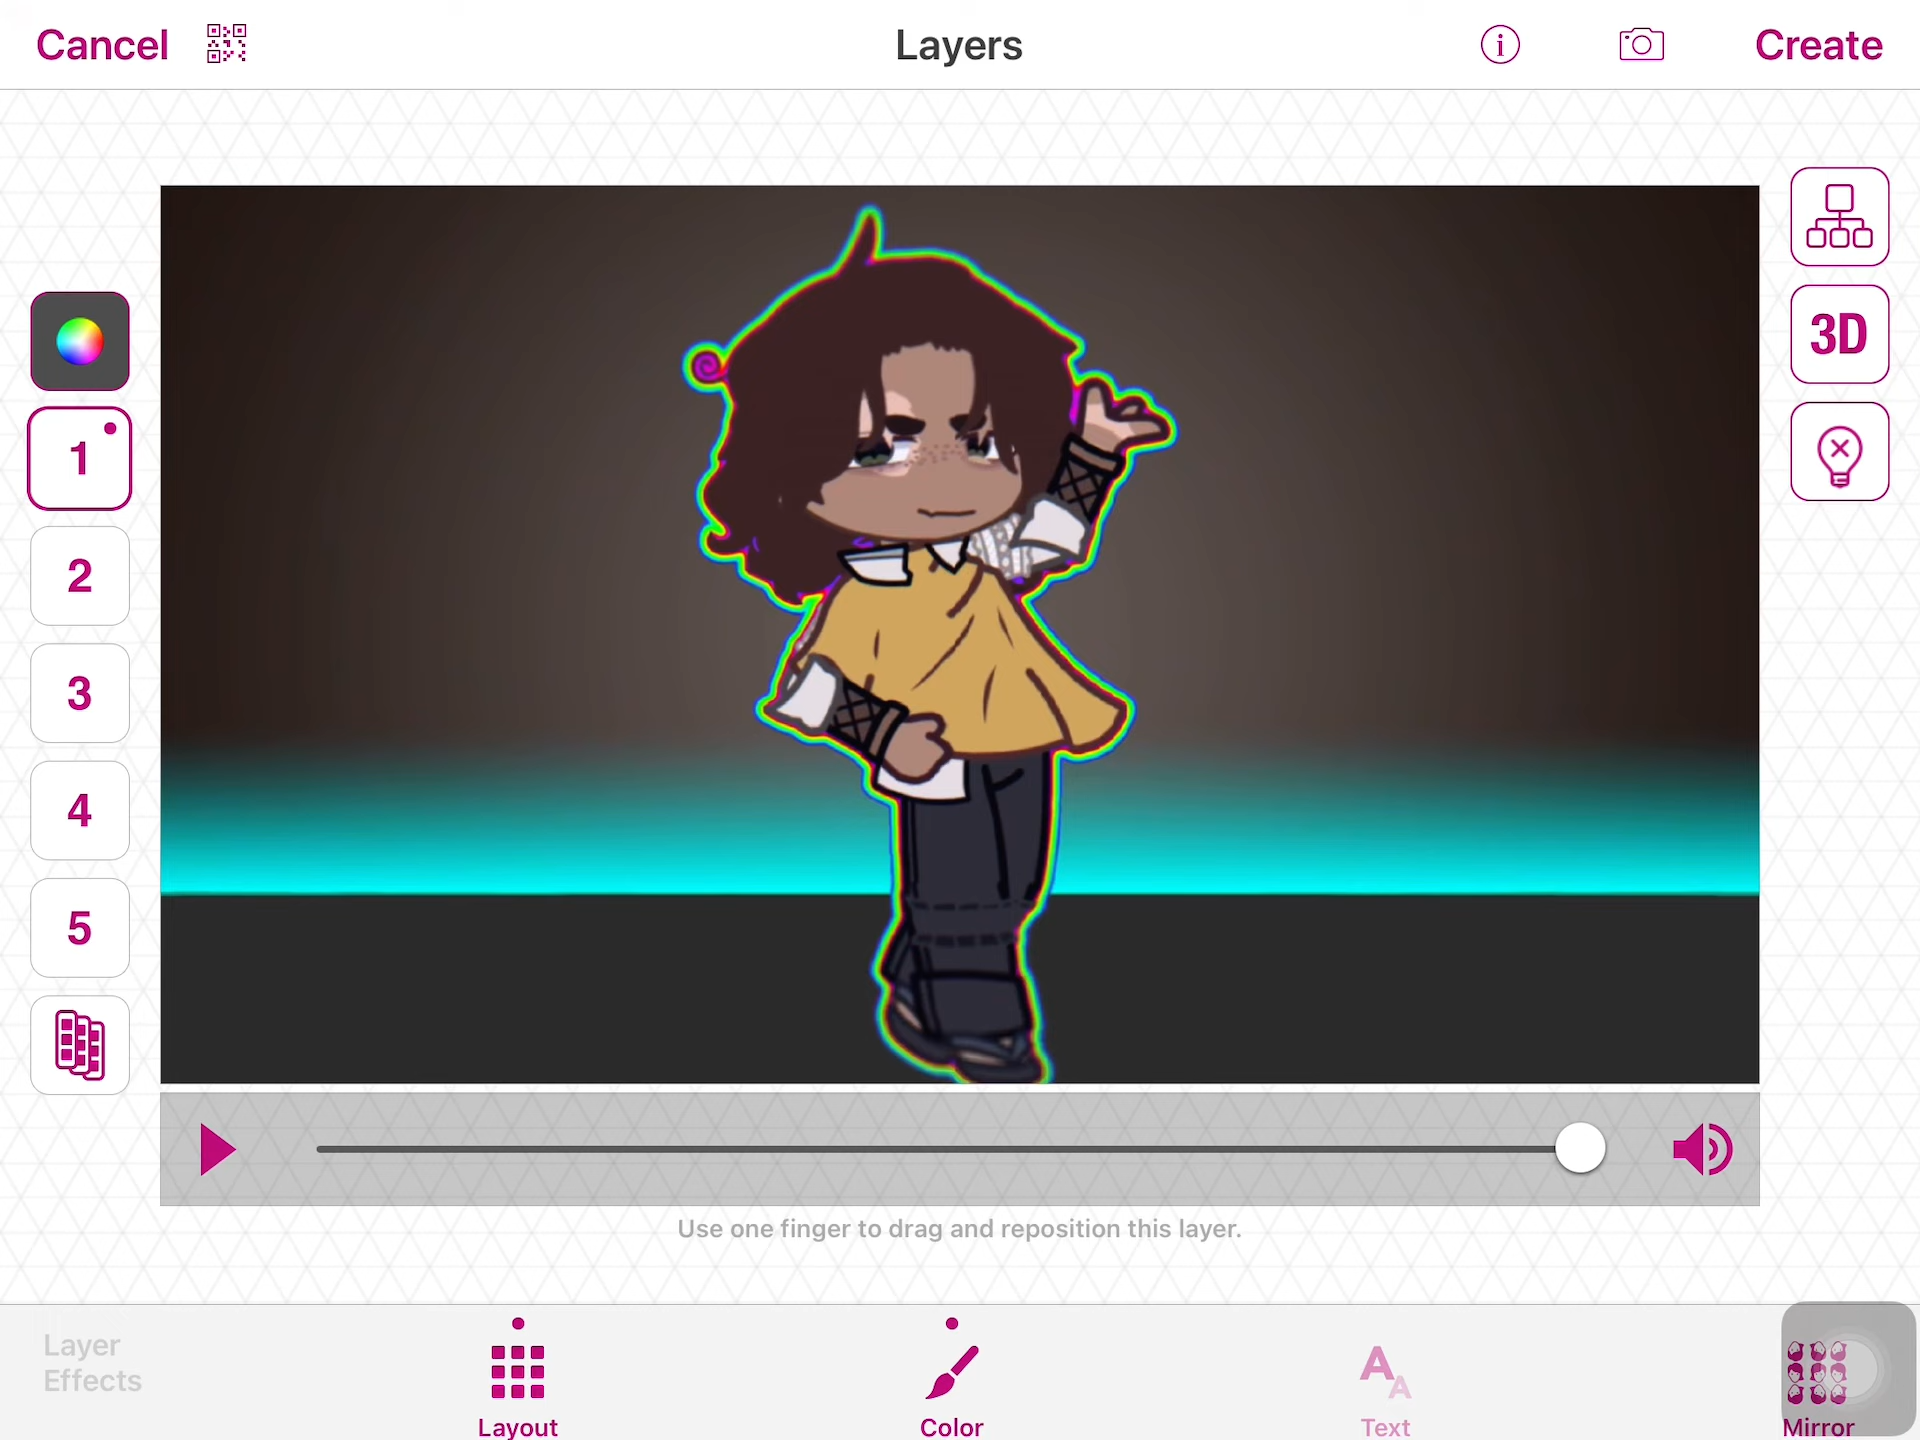 Cancel
Layers
Create
3D
1
2
3
4
5
Use one finger to drag and reposition this layer.
Layer
Effects
Layout
Color
Text
Mirror